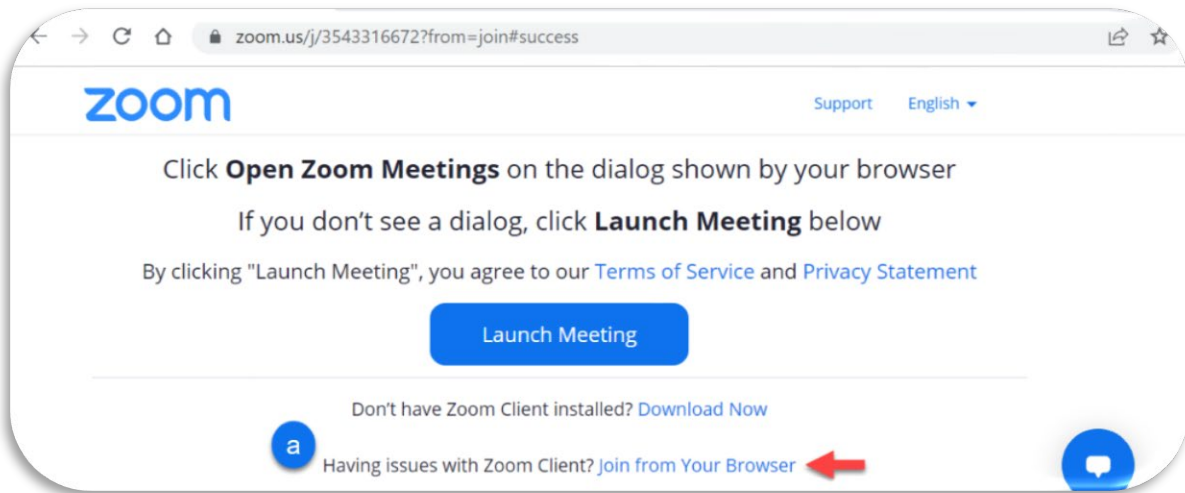 zoom.us/j/3543316672?from=join#success
zoom
Support English
Click Open Zoom Meetings on the dialog shown by your browser
If you don't see a dialog, click Launch Meeting below
By clicking "Launch Meeting", you agree to our Terms of Service and Privacy Statement
Launch Meeting
Don't have Zoom Client installed? Download Now
a
Having issues with Zoom Client? Join from Your Browser